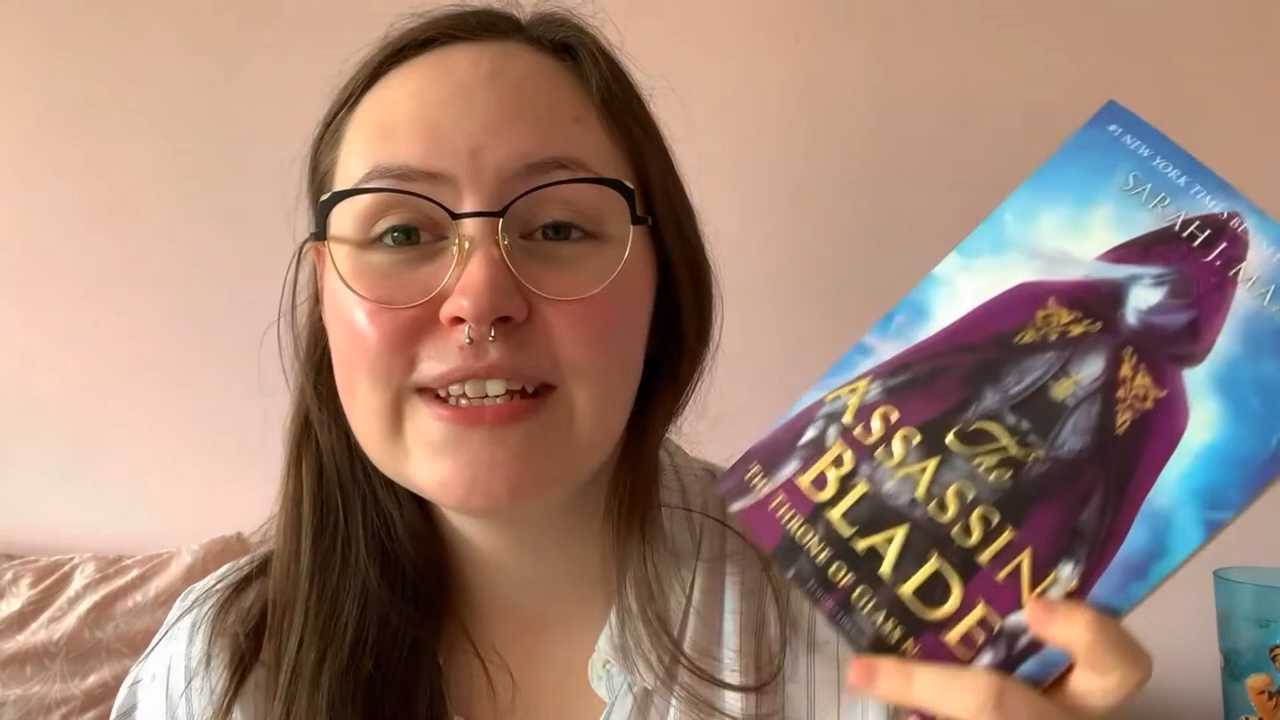 #1 NEW YORK TIMES
SARAH J. MA
The
ASSASSIN
BLADE
THE THRONE OF GLASS